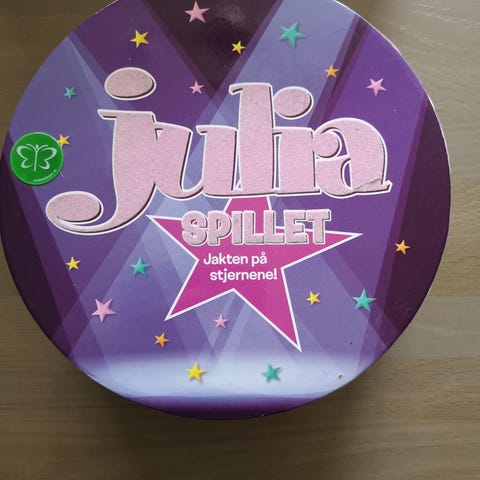 julia
SPILLET
Jakten på
stjernene!